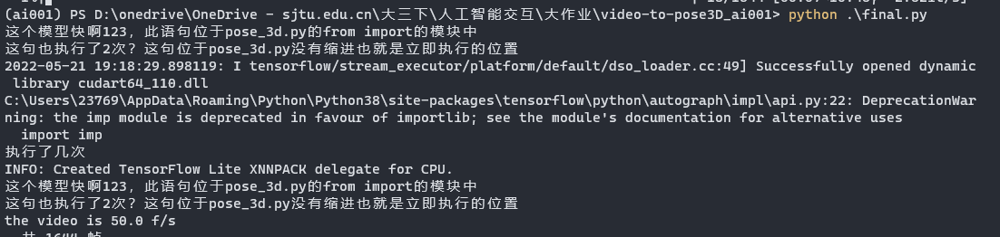 (ai001) PS D:\onedrive\OneDrive - sjtu.edu.cn\大三下\人工智能交互\大作业\video-to-pose3D_ai001> python .\final.py
这个模型快啊123，此语句位于pose_3d.py的from import的模块中
这句也执行了2次？这句位于pose_3d.py没有缩进也就是立即执行的位置
2022-05-21 19:18:29.898119: I tensorflow/stream_executor/platform/default/dso_loader.cc:49] Successfully opened dynamic
 library cudart64_110.dll
C:\Users\23769\AppData\Roaming\Python\Python38\site-packages\tensorflow\python\autograph\impl\api.py:22: DeprecationWar
ning: the imp module is deprecated in favour of importlib; see the module's documentation for alternative uses
  import imp
执行了几次
INFO: Created TensorFlow Lite XNNPACK delegate for CPU.
这个模型快啊123，此语句位于pose_3d.py的from import的模块中
这句也执行了2次？这句位于pose_3d.py没有缩进也就是立即执行的位置
the video is 50.0 f/s